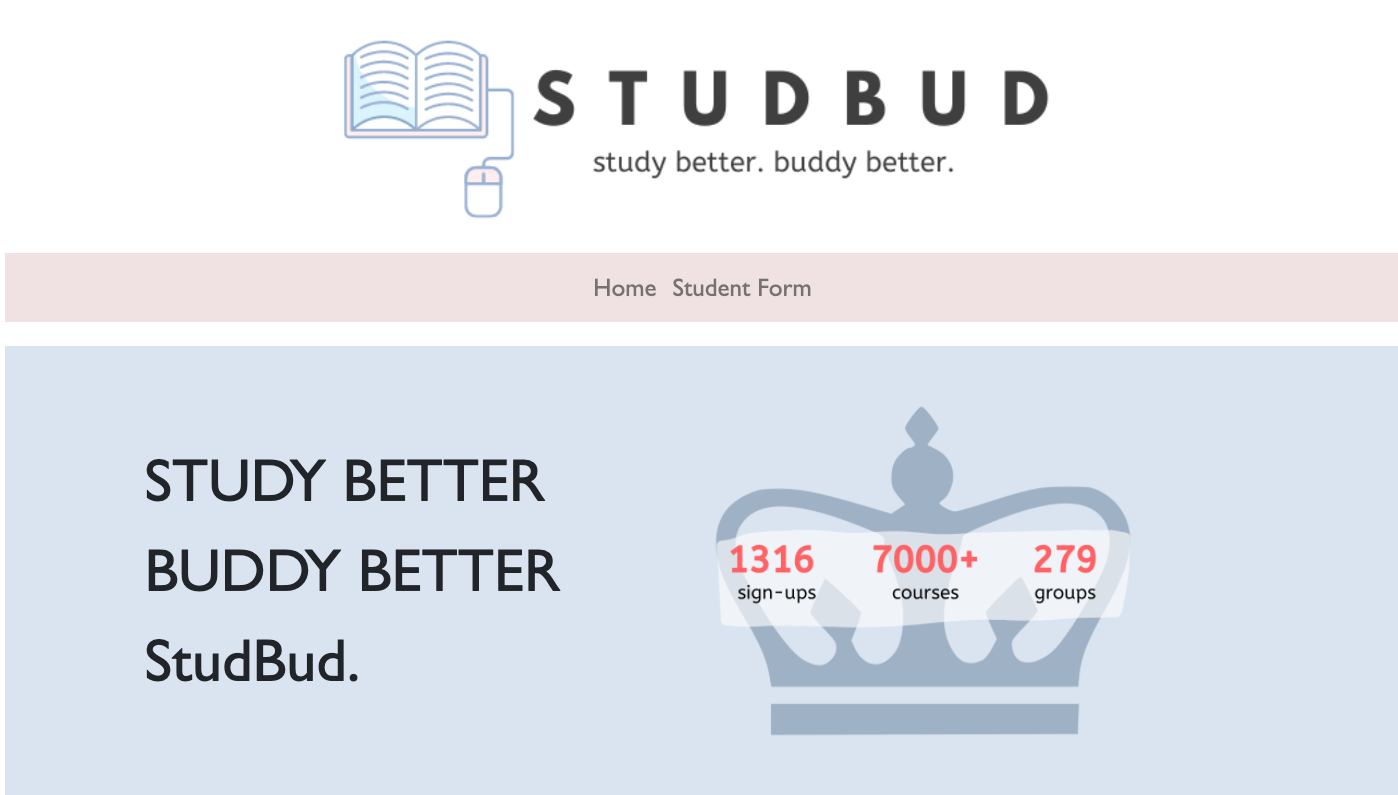 STUDBUD
study better. buddy better.
Home Student Form
STUDY BETTER
BUDDY BETTER
StudBud.
1316 7000+ 279
sign-ups courses groups